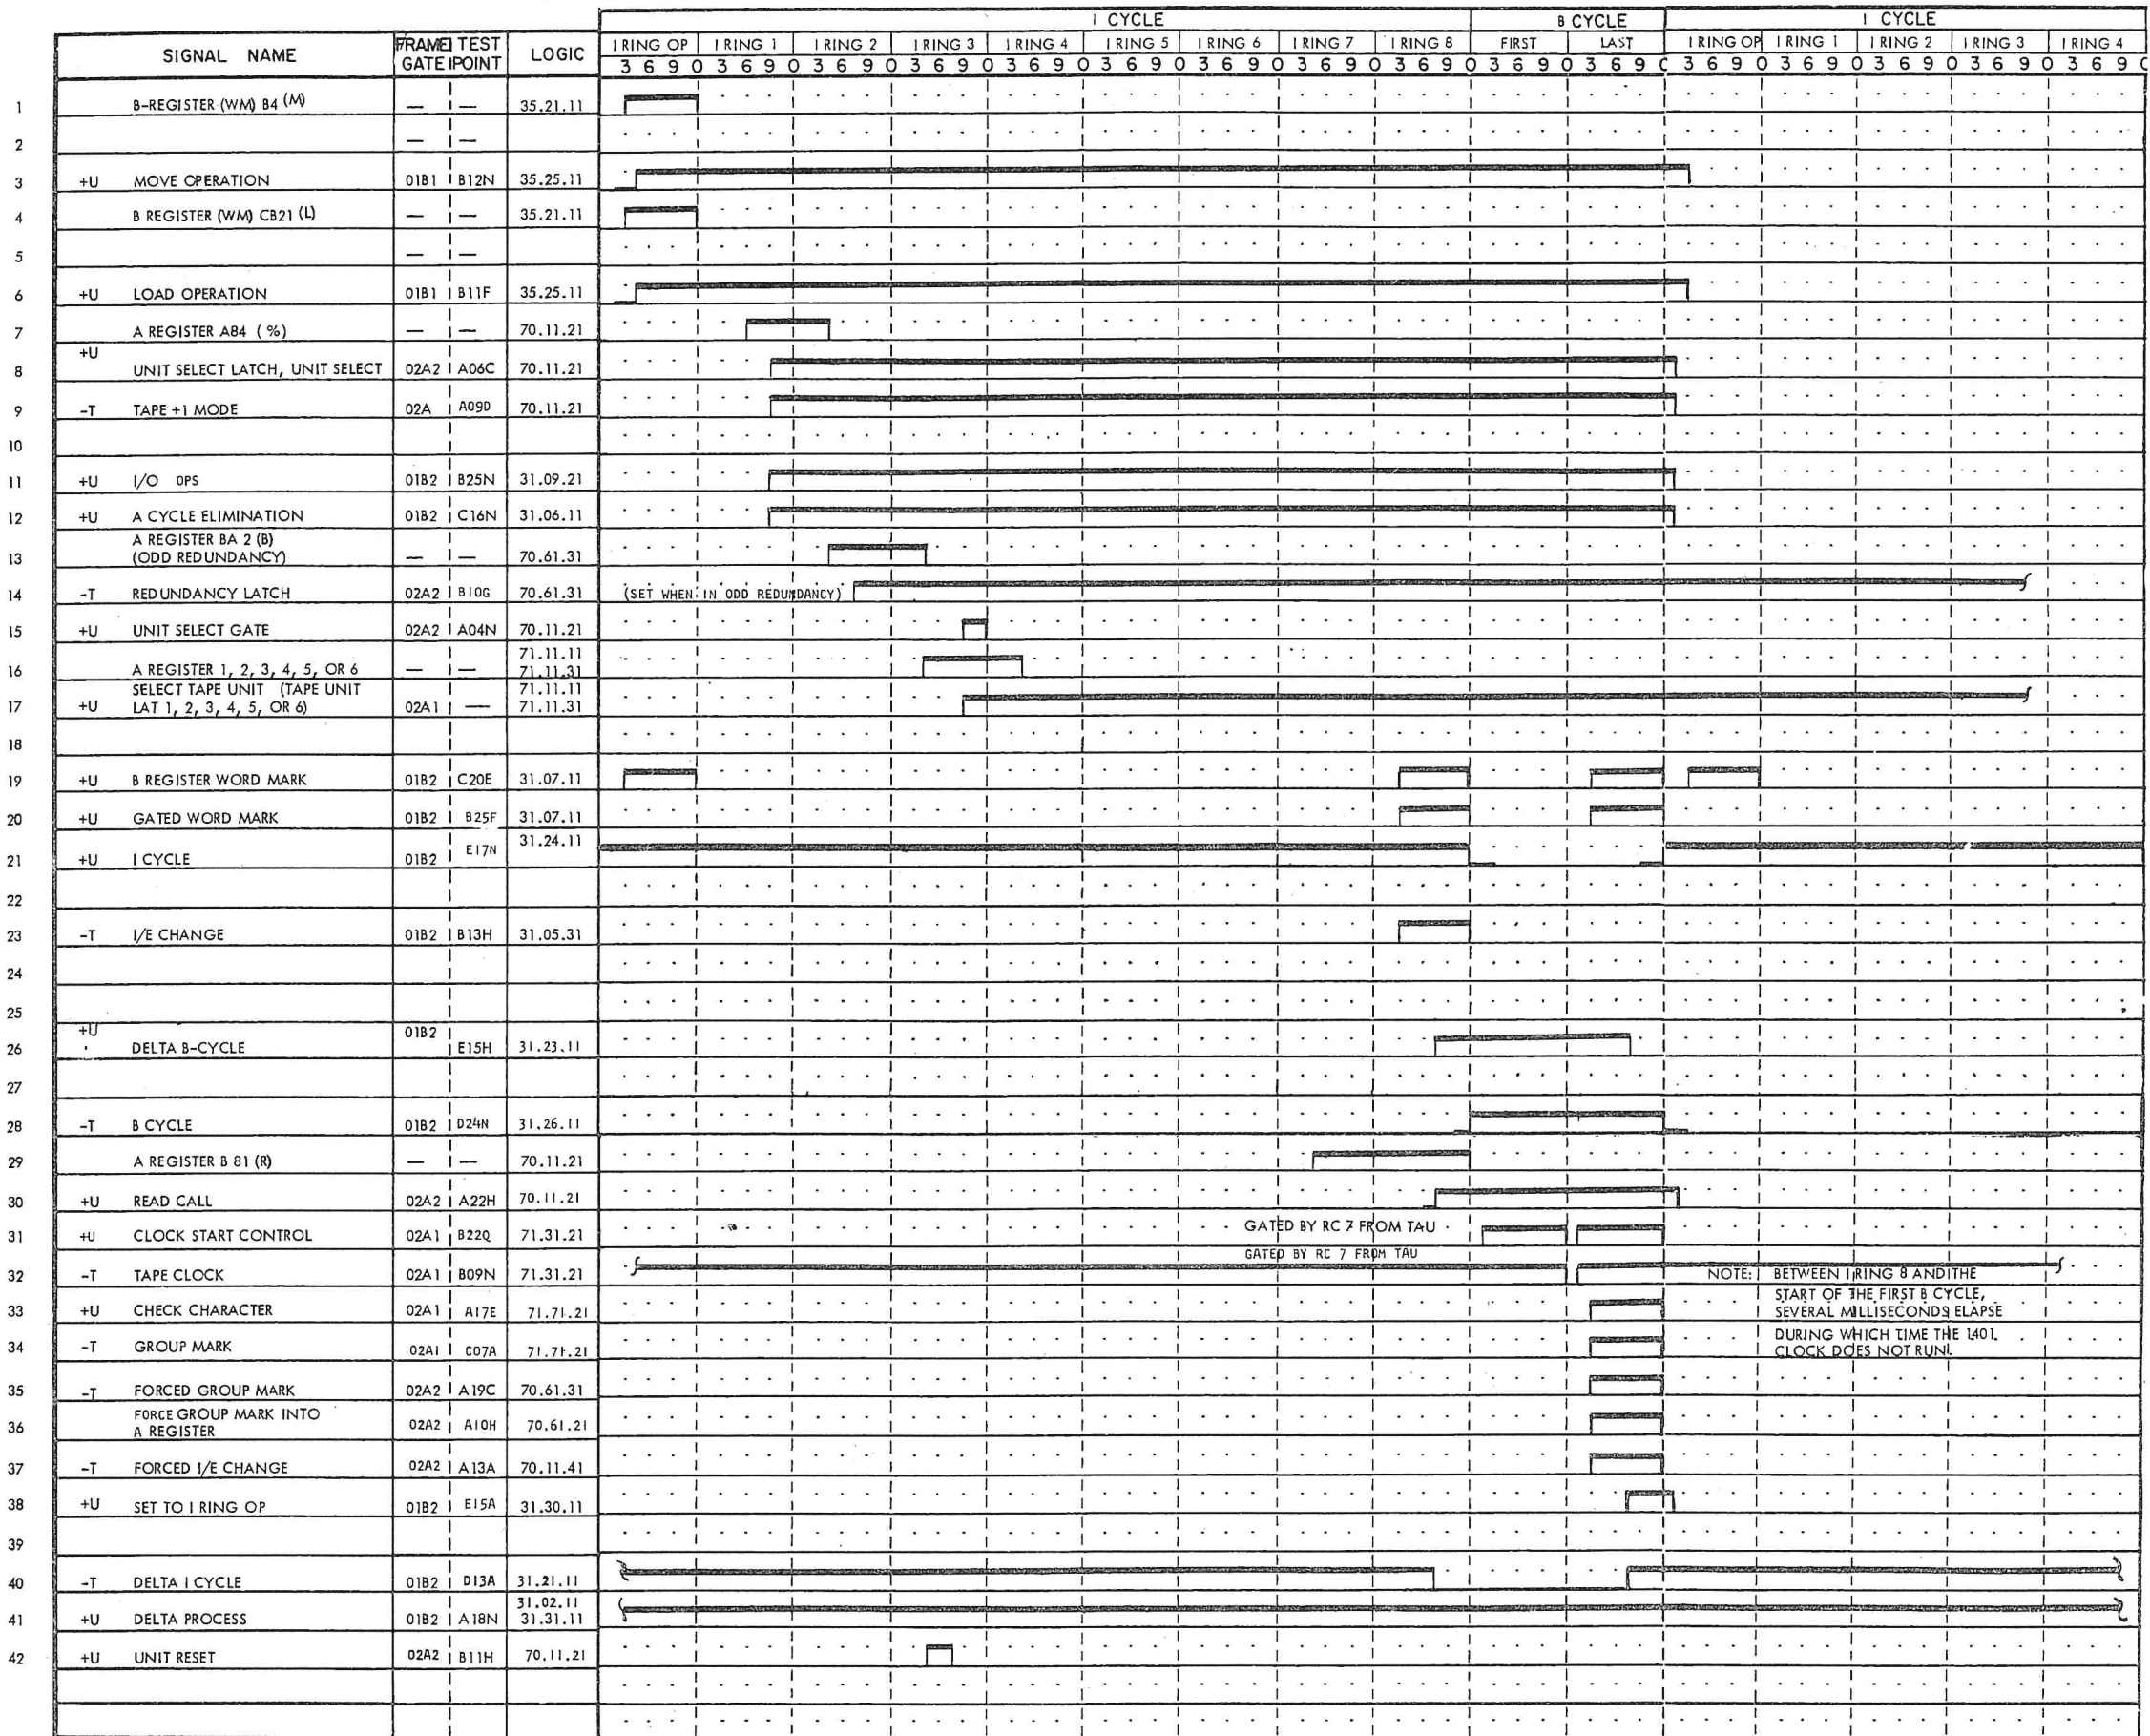 I CYCLE B CYCLE I CYCLE
SIGNAL NAME FRAME GATE TEST POINT LOGIC I RING OP I RING 1 I RING 2 I RING 3 I RING 4 I RING 5 I RING 6 I RING 7 I RING 8 FIRST LAST I RING OP I RING 1 I RING 2 I RING 3 I RING 4
3 6 9 0 3 6 9 0 3 6 9 0 3 6 9 0 3 6 9 0 3 6 9 0 3 6 9 0 3 6 9 0 3 6 9 0 3 6 9 0 3 6 9 0 3 6 9 0 3 6 9 0 3 6 9 0 3 6 9 0 3 6 9 0
1 B-REGISTER (WM) B4 (M) — — 35.21.11
2 — —
3 +U MOVE OPERATION 01B1 B12N 35.25.11
4 B REGISTER (WM) CB21 (L) — — 35.21.11
5 — —
6 +U LOAD OPERATION 01B1 B11F 35.25.11
7 A REGISTER A84 (%) — — 70.11.21
8 +U UNIT SELECT LATCH, UNIT SELECT 02A2 A06C 70.11.21
9 -T TAPE +1 MODE 02A A09D 70.11.21
10
11 +U I/O OPS 01B2 B25N 31.09.21
12 +U A CYCLE ELIMINATION 01B2 C16N 31.06.11
A REGISTER BA 2 (B)
13 (ODD REDUNDANCY) — — 70.61.31
14 -T REDUNDANCY LATCH 02A2 B10G 70.61.31 (SET WHEN IN ODD REDUNDANCY)
15 +U UNIT SELECT GATE 02A2 A04N 70.11.21
71.11.11
16 A REGISTER 1, 2, 3, 4, 5, OR 6 — — 71.11.31
SELECT TAPE UNIT (TAPE UNIT 71.11.11
17 +U LAT 1, 2, 3, 4, 5, OR 6) 02A1 — 71.11.31
18
19 +U B REGISTER WORD MARK 01B2 C20E 31.07.11
20 +U GATED WORD MARK 01B2 B25F 31.07.11
21 +U I CYCLE 01B2 E17N 31.24.11
22
23 -T I/E CHANGE 01B2 B13H 31.05.31
24
25
26 +U DELTA B-CYCLE 01B2 E15H 31.23.11
27
28 -T B CYCLE 01B2 D24N 31.26.11
29 A REGISTER B 81 (R) — — 70.11.21
30 +U READ CALL 02A2 A22H 70.11.21
31 +U CLOCK START CONTROL 02A1 B22Q 71.31.21 GATED BY RC 7 FROM TAU
GATED BY RC 7 FROM TAU
32 -T TAPE CLOCK 02A1 B09N 71.31.21 NOTE: BETWEEN I RING 8 AND THE
START OF THE FIRST B CYCLE,
33 +U CHECK CHARACTER 02A1 A17E 71.71.21 SEVERAL MILLISECONDS ELAPSE
DURING WHICH TIME THE 1401
34 -T GROUP MARK 02A1 C07A 71.71.21 CLOCK DOES NOT RUN.
35 -T FORCED GROUP MARK 02A2 A19C 70.61.31
FORCE GROUP MARK INTO
36 A REGISTER 02A2 A10H 70.61.21
37 -T FORCED I/E CHANGE 02A2 A13A 70.11.41
38 +U SET TO I RING OP 01B2 E15A 31.30.11
39
40 -T DELTA I CYCLE 01B2 D13A 31.21.11
31.02.11
41 +U DELTA PROCESS 01B2 A18N 31.31.11
42 +U UNIT RESET 02A2 B11H 70.11.21